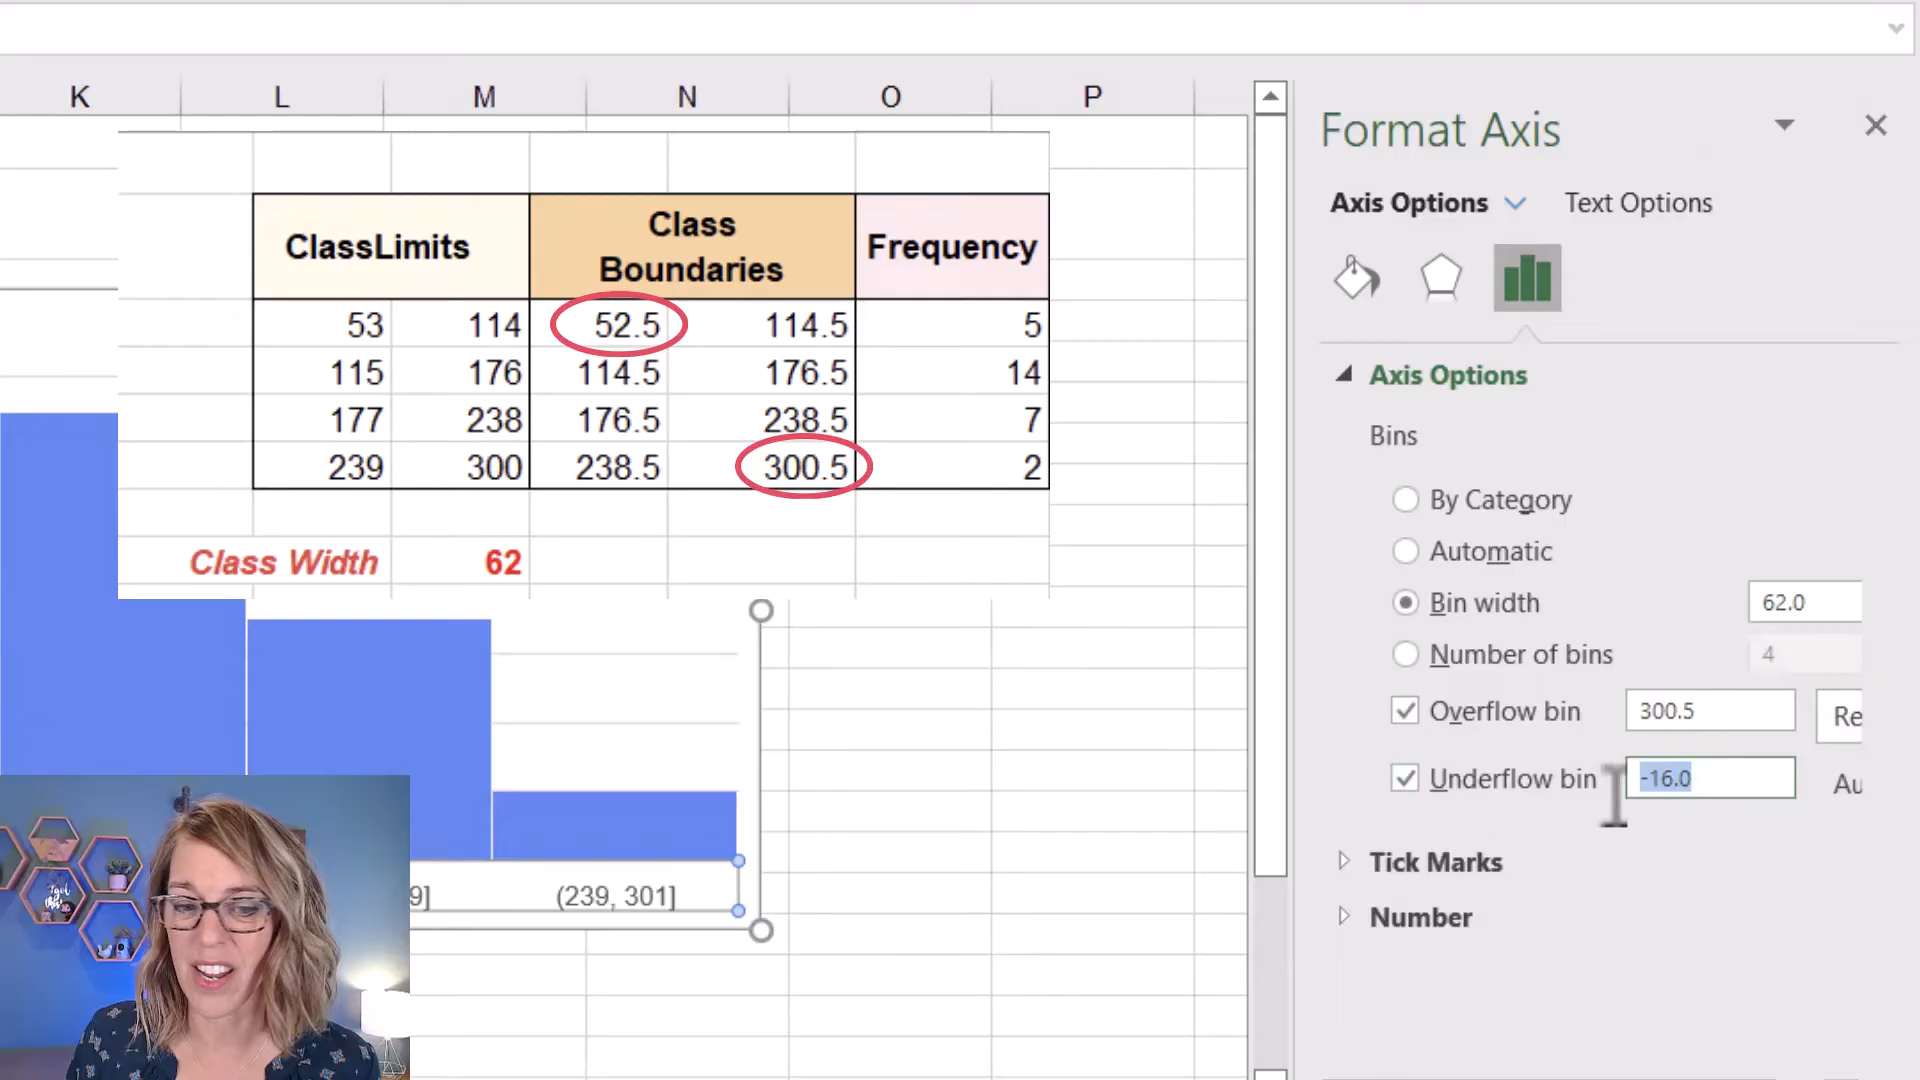 K L M N O P
ClassLimits Class Boundaries Frequency
53 114 52.5 114.5 5
115 176 114.5 176.5 14
177 238 176.5 238.5 7
239 300 238.5 300.5 2
Class Width 62
9] (239, 301]
Format Axis
Axis Options Text Options
Axis Options
Bins
By Category
Automatic
Bin width 62.0
Number of bins 4
Overflow bin 300.5 Re
Underflow bin -16.0 Au
Tick Marks
Number